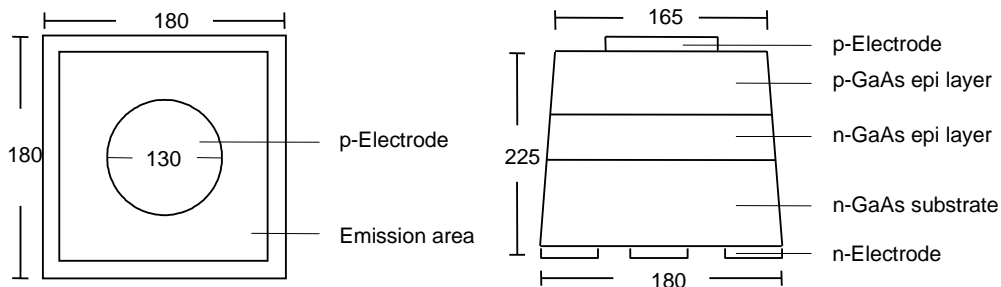 180
180
130
p-Electrode
Emission area
165
225
p-Electrode
p-GaAs epi layer
n-GaAs epi layer
n-GaAs substrate
n-Electrode
180